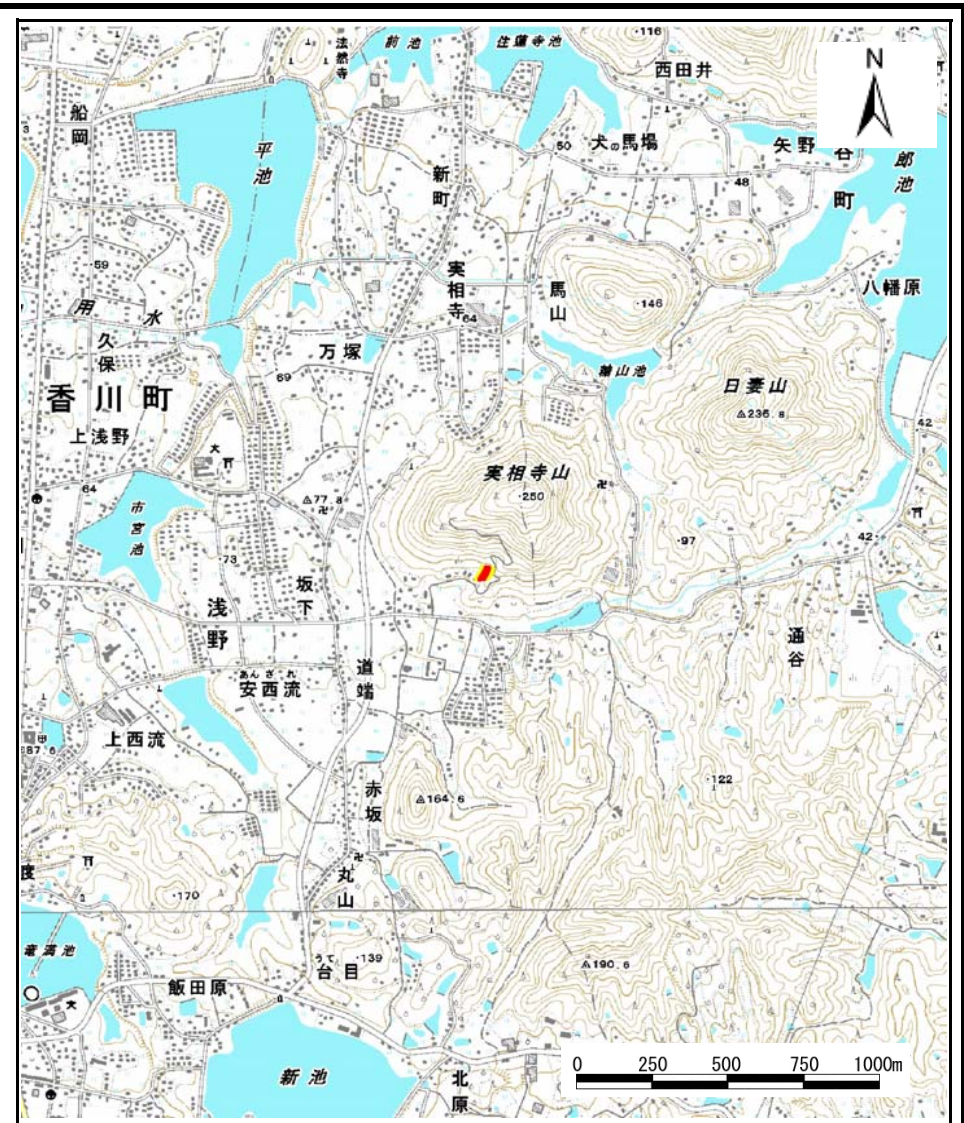 法然寺
前池
住蓮寺池
・116
西田井
N
船岡
平池
新町
50
犬の馬場
矢野
谷
町
郎池
48
・59
用水
久保
実相寺
64
馬山
・146
八幡原
万塚
69
香川町
日妻山
△236.8
上浅野
42
64
実相寺山
・250
市宮池
△77.8
73
坂下
・97
42
浅野
通谷
道端
あんざれ
安西流
上西流
・122
赤坂
△164.6
度
丸山
・170
竜満池
うて
台目
・139
△190.6
飯田原
新池
北原
0 250 500 750 1000m